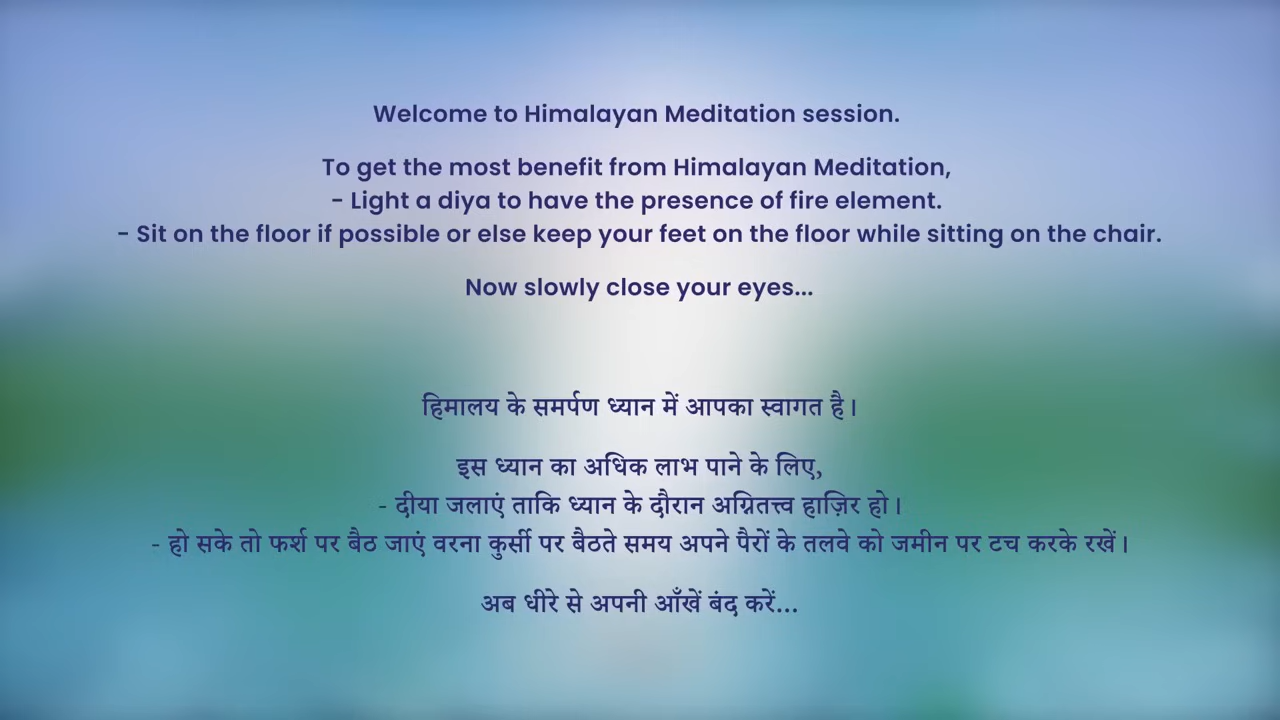 Welcome to Himalayan Meditation session.
To get the most benefit from Himalayan Meditation,
- Light a diya to have the presence of fire element.
- Sit on the floor if possible or else keep your feet on the floor while sitting on the chair.
Now slowly close your eyes...
हिमालय के समर्पण ध्यान में आपका स्वागत है।
इस ध्यान का अधिक लाभ पाने के लिए,
- दीया जलाएं ताकि ध्यान के दौरान अग्नितत्त्व हाज़िर हो।
- हो सके तो फर्श पर बैठ जाएं वरना कुर्सी पर बैठते समय अपने पैरों के तलवे को जमीन पर टच करके रखें।
अब धीरे से अपनी आँखें बंद करें...